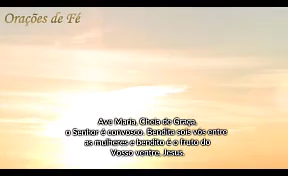 Orações de Fé
Ave Maria, Cheia de Graça,
o Senhor é convosco. Bendita sois vós entre
as mulheres e bendito é o fruto do
Vosso ventre, Jesus.